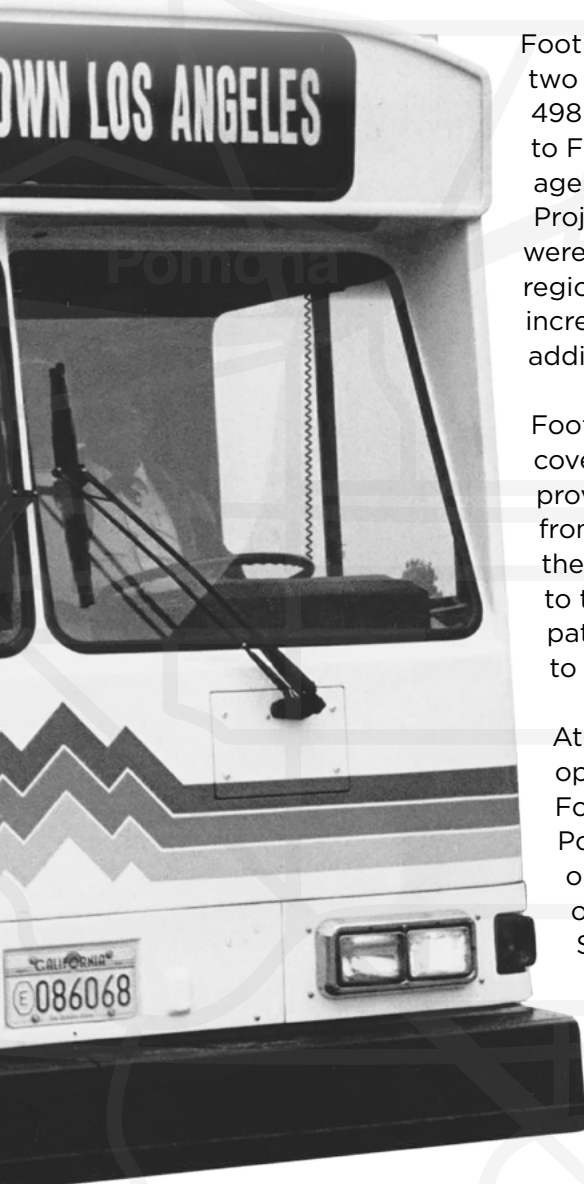 OWN LOS ANGELES
Pomona
CALIFORNIA
E 086068
Foot
two
498
to F
age
Proj
were
regio
incre
addi
Foot
cove
prov
from
the
to t
pat
to
At
op
Fo
Po
o
o
S